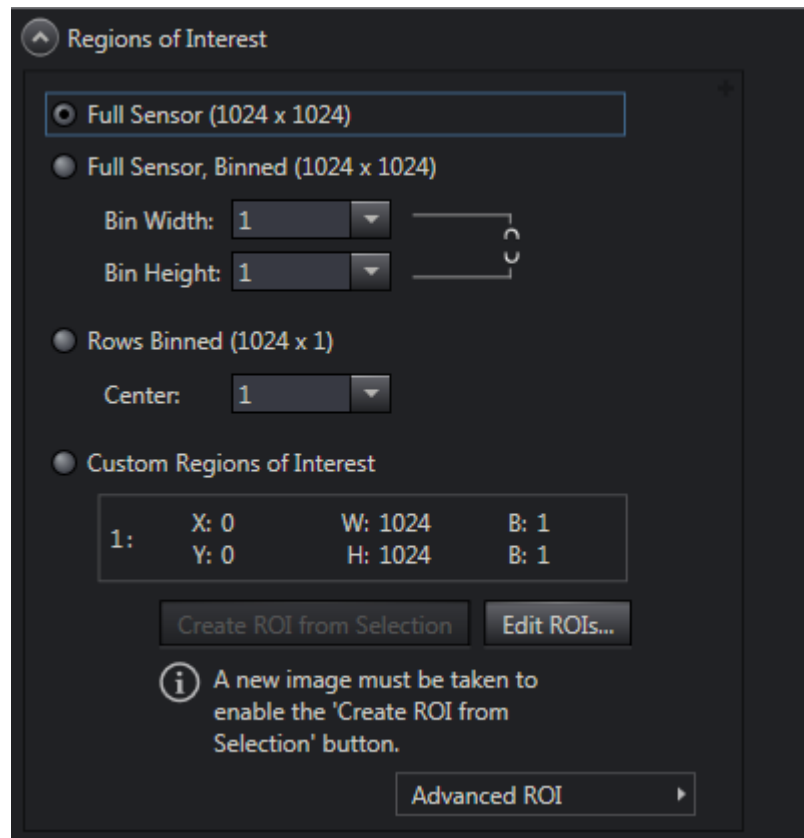 Regions of Interest
Full Sensor (1024 x 1024)
Full Sensor, Binned (1024 x 1024)
Bin Width: 1
Bin Height: 1
Rows Binned (1024 x 1)
Center: 1
Custom Regions of Interest
1: X: 0 W: 1024 B: 1
Y: 0 H: 1024 B: 1
Create ROI from Selection Edit ROIs...
A new image must be taken to
enable the 'Create ROI from
Selection' button.
Advanced ROI